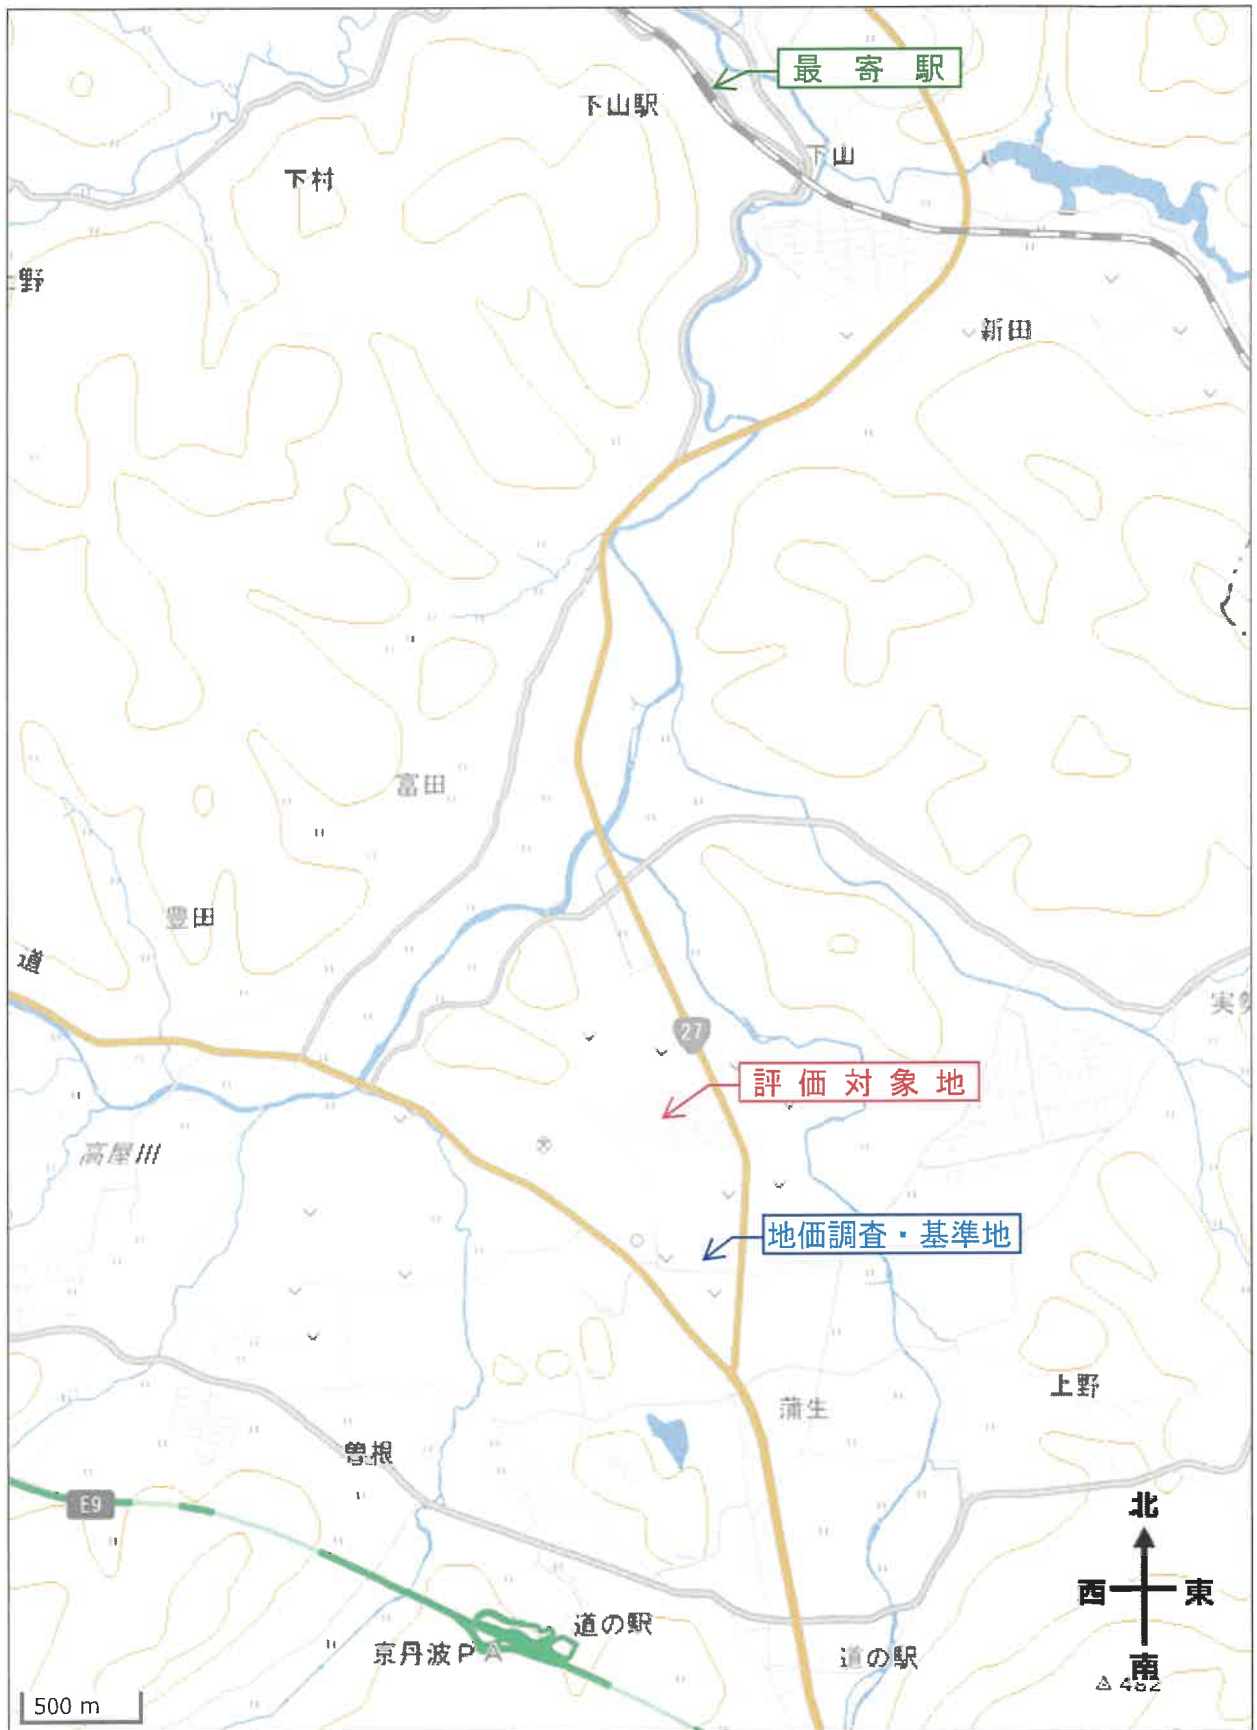 最寄駅
下山駅
下山
下村
野
新田
富田
豊田
道
27
評価対象地
高屋川
地価調査・基準地
上野
蒲生
曽根
E9
北
西 東
南
道の駅
京丹波PA
道の駅
500 m